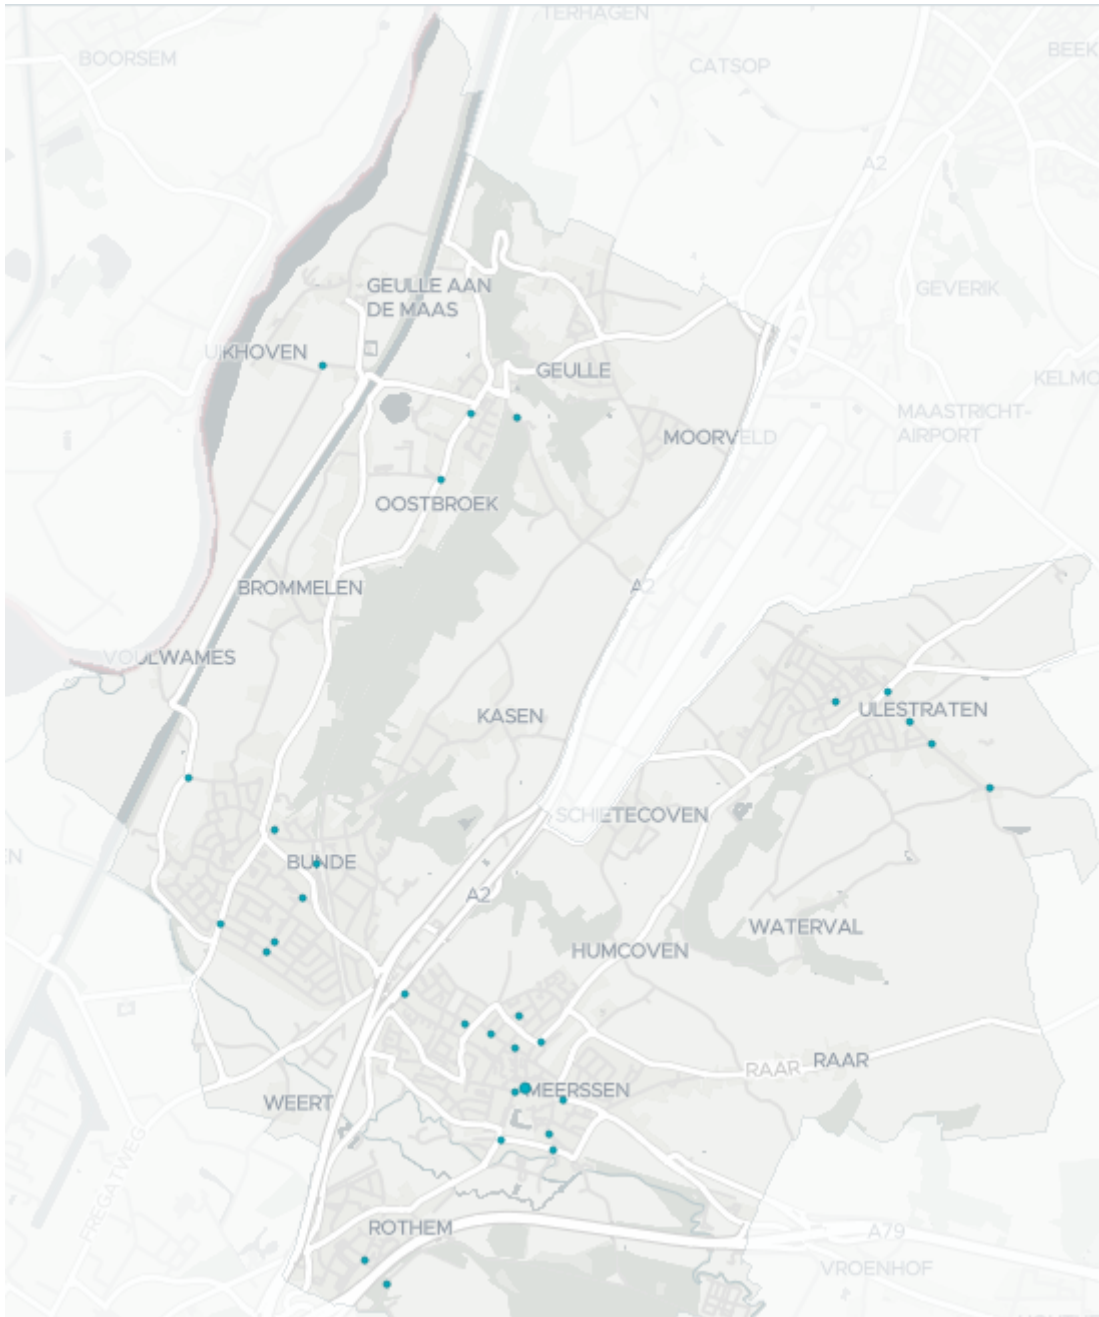 TERHAGEN
BOORSEM
BEEK
CATSOP
A2
GEULLE AAN
DE MAAS
GEVERIK
UIKHOVEN
GEULLE
KELMO
MAASTRICHT-
AIRPORT
MOORVELD
OOSTBROEK
A2
BROMMELEN
VOULWAMES
KASEN
ULESTRATEN
SCHIETECOVEN
EN
BUNDE
A2
WATERVAL
HUMCOVEN
RAAR
RAAR
MEERSSEN
WEERT
FREGATWEG
ROTHEM
A79
VROENHOF